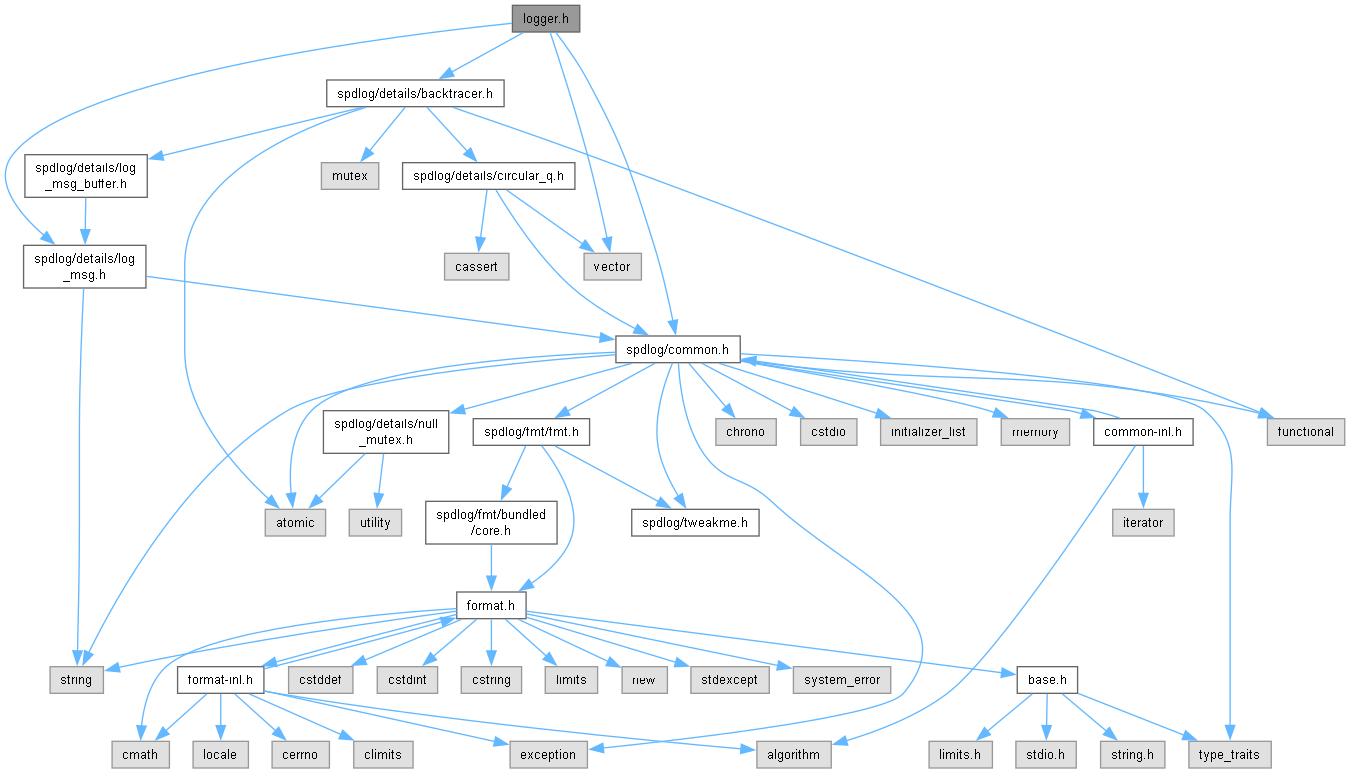 logger.h
spdlog/details/backtracer.h
spdlog/details/log
_msg_buffer.h
mutex
spdlog/details/circular_q.h
spdlog/details/log
_msg.h
cassert
vector
spdlog/common.h
spdlog/details/null
_mutex.h
spdlog/fmt/fmt.h
chrono
cstdio
initializer_list
memory
common-inl.h
functional
atomic
utility
spdlog/fmt/bundled
/core.h
spdlog/tweakme.h
iterator
format.h
string
format-inl.h
cstddef
cstdint
cstring
limits
new
stdexcept
system_error
base.h
cmath
locale
cerrno
climits
exception
algorithm
limits.h
stdio.h
string.h
type_traits